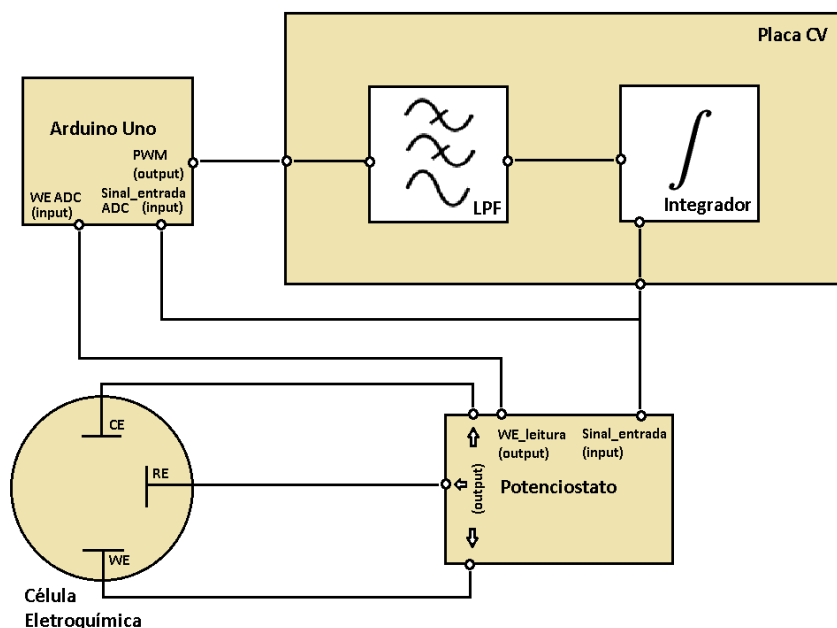 Placa CV
Arduino Uno
PWM
(output)
WE ADC
(input)
Sinal_entrada
ADC (input)
LPF
Integrador
CE
RE
WE
WE_leitura
(output)
Sinal_entrada
(input)
(output)
Potenciostato
Célula
Eletroquímica